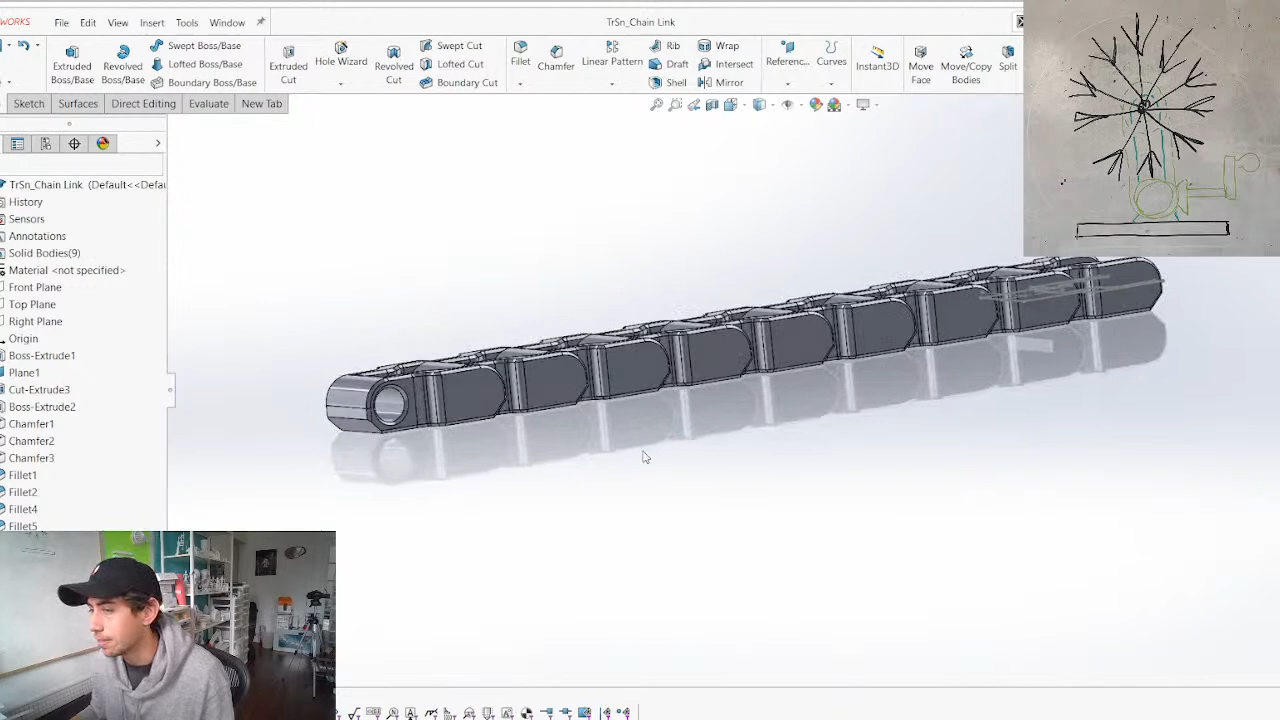 WORKS File Edit View Insert Tools Window TrSn_Chain Link
Extruded Boss/Base Revolved Boss/Base Swept Boss/Base Lofted Boss/Base Boundary Boss/Base Extruded Cut Hole Wizard Revolved Cut Swept Cut Lofted Cut Boundary Cut Fillet Chamfer Linear Pattern Rib Draft Shell Wrap Intersect Mirror Referenc... Curves Instant3D Move Face Move/Copy Bodies Split
Sketch Surfaces Direct Editing Evaluate New Tab
TrSn_Chain Link (Default<<Defau
History
Sensors
Annotations
Solid Bodies(9)
Material <not specified>
Front Plane
Top Plane
Right Plane
Origin
Boss-Extrude1
Plane1
Cut-Extrude3
Boss-Extrude2
Chamfer1
Chamfer2
Chamfer3
Fillet1
Fillet2
Fillet4
Fillet5